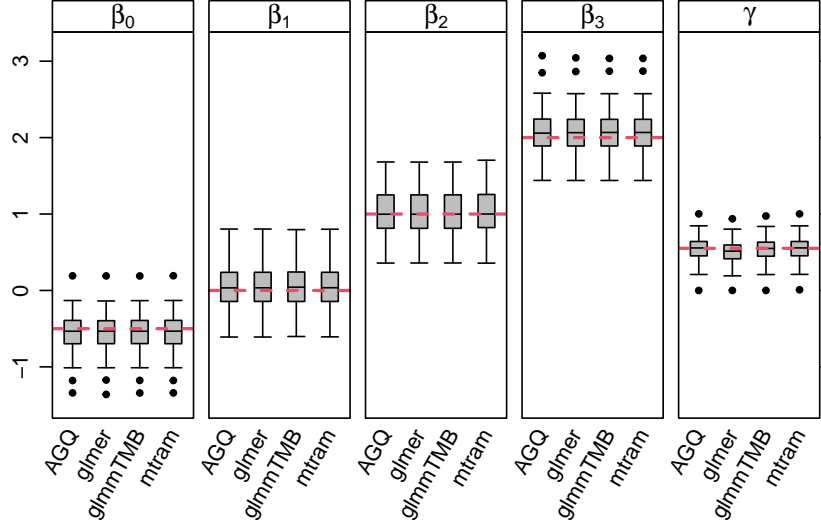 β0 β1 β2 β3 γ
3
2
1
0
−1
AGQ glmer glmmTMB mtram AGQ glmer glmmTMB mtram AGQ glmer glmmTMB mtram AGQ glmer glmmTMB mtram AGQ glmer glmmTMB mtram